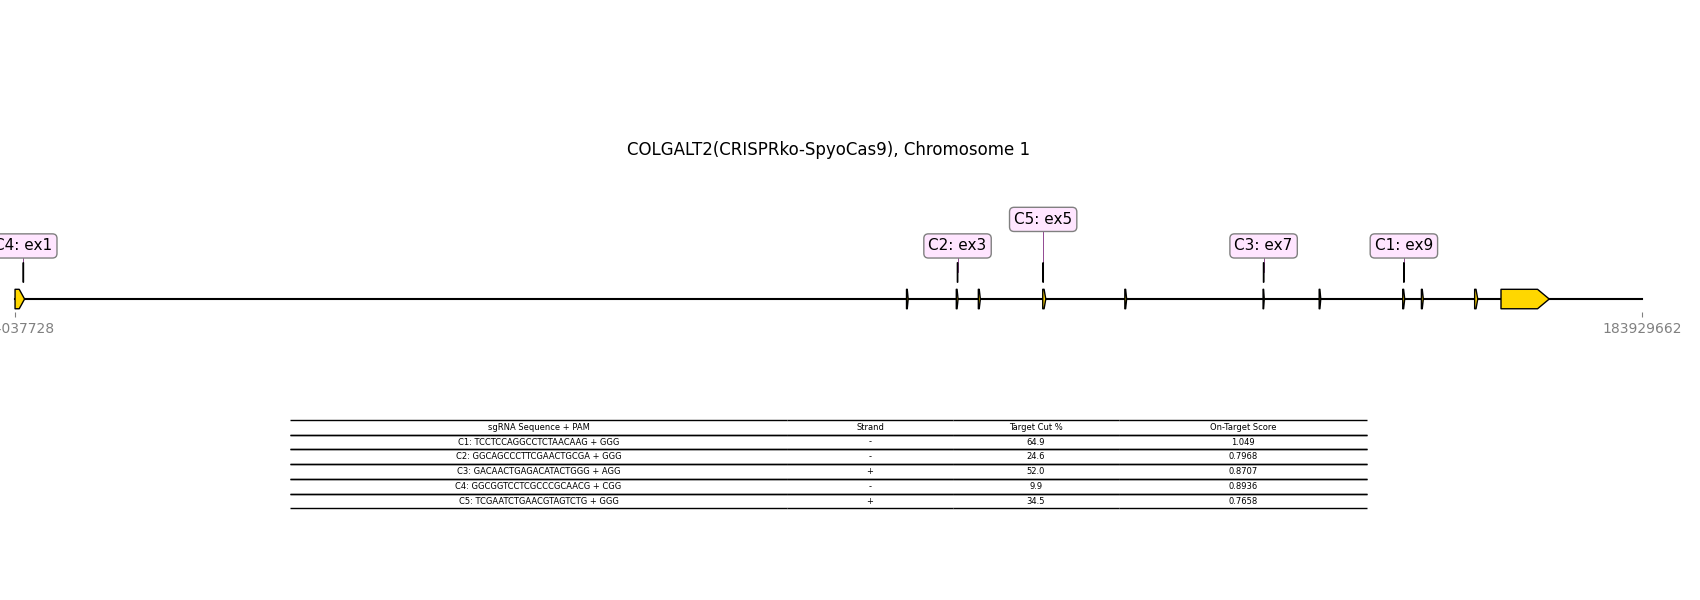 COLGALT2(CRISPRko-SpyoCas9), Chromosome 1
C5: ex5
C4: ex1
C2: ex3
C3: ex7
C1: ex9
037728
183929662
sgRNA Sequence + PAM Strand Target Cut % On-Target Score
C1: TCCTCCAGGCCTCTAACAAG + GGG - 64.9 1.049
C2: GGCAGCCCTTCGAACTGCGA + GGG - 24.6 0.7968
C3: GACAACTGAGACATACTGGG + AGG + 52.0 0.8707
C4: GGCGGTCCTCGCCCGCAACG + CGG - 9.9 0.8936
C5: TCGAATCTGAACGTAGTCTG + GGG + 34.5 0.7658